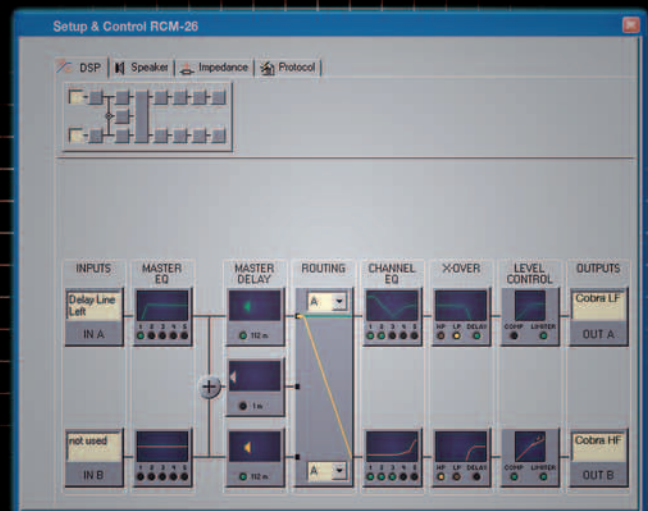 Setup & Control RCM-26
DSP
Speaker
Impedance
Protocol
INPUTS
MASTER EQ
MASTER DELAY
ROUTING
CHANNEL EQ
X-OVER
LEVEL CONTROL
OUTPUTS
Delay Line Left
IN A
1 2 3 4 5
112 m
A
1 2 3 4 5
HP LP DELAY
COMP LIMITER
Cobra LF
OUT A
1 m
not used
IN B
1 2 3 4 5
112 m
A
1 2 3 4 5
HP LP DELAY
COMP LIMITER
Cobra HF
OUT B